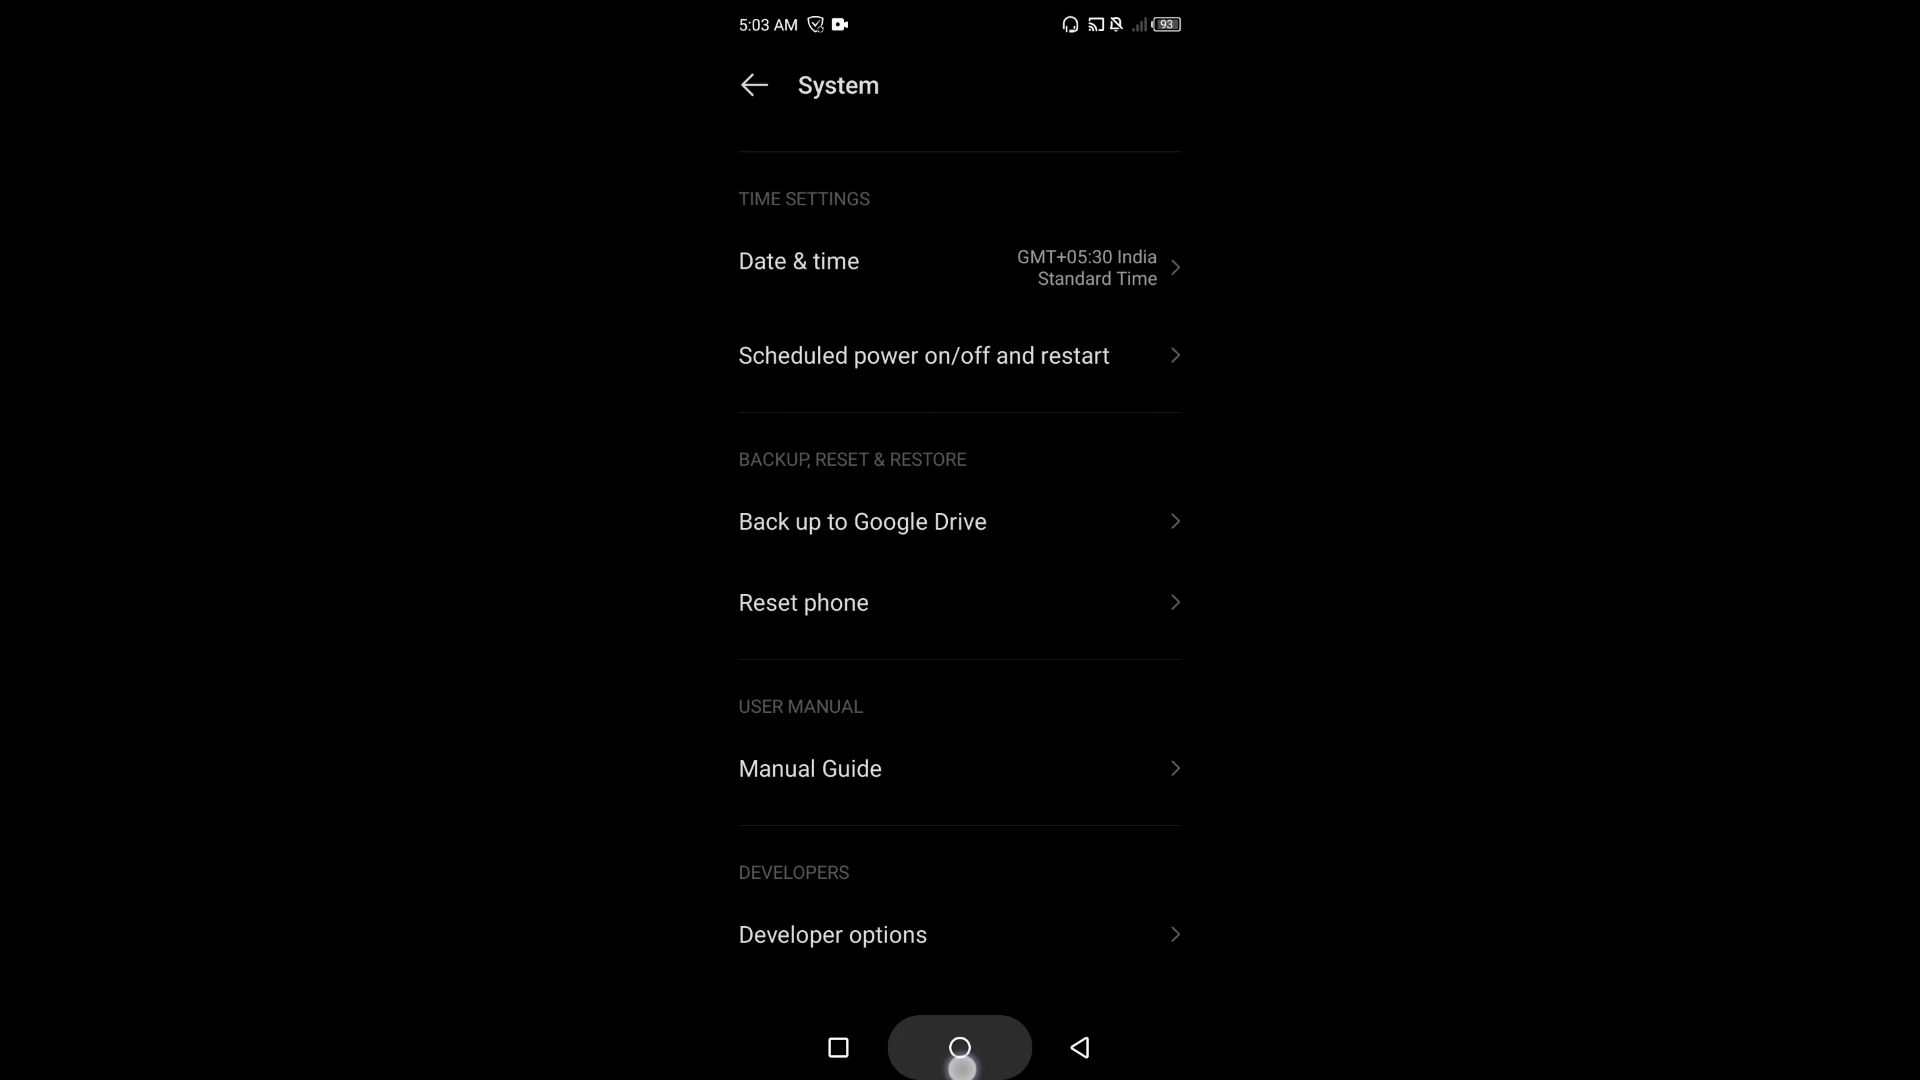 5:03 AM
93
System
TIME SETTINGS
Date & time
GMT+05:30 India
Standard Time
Scheduled power on/off and restart
BACKUP, RESET & RESTORE
Back up to Google Drive
Reset phone
USER MANUAL
Manual Guide
DEVELOPERS
Developer options